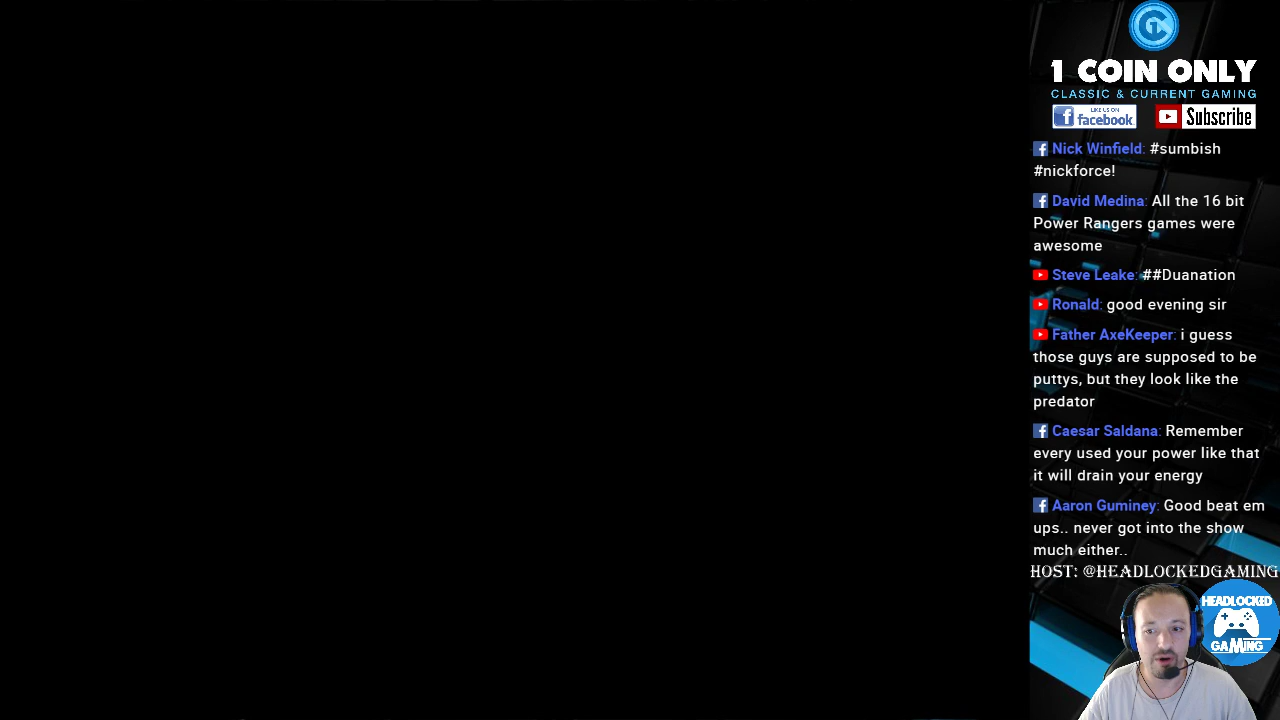 1 COIN ONLY
CLASSIC & CURRENT GAMING
LIKE US ON
facebook.
Subscribe
Nick Winfield: #sumbish
#nickforce!
David Medina: All the 16 bit
Power Rangers games were
awesome
Steve Leake: ##Duanation
Ronald: good evening sir
Father AxeKeeper: i guess
those guys are supposed to be
puttys, but they look like the
predator
Caesar Saldana: Remember
every used your power like that
it will drain your energy
Aaron Guminey: Good beat em
ups.. never got into the show
much either..
HOST: @HEADLOCKEDGAMING
HEADLOCKED
GAMING